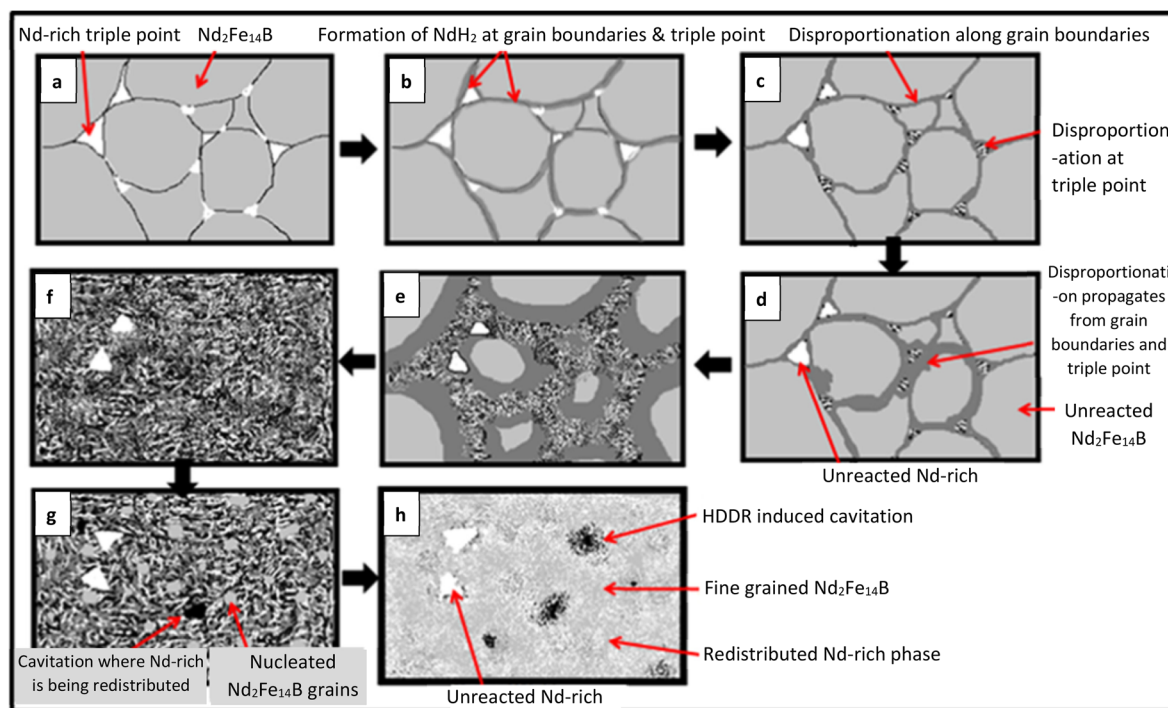 Nd-rich triple point
Nd₂Fe₁₄B
Formation of NdH₂ at grain boundaries & triple point
Disproportionation along grain boundaries
a
b
c
Disproportion
-ation at
triple point
f
e
d
Disproportionati
-on propagates
from grain
boundaries and
triple point
Unreacted
Nd₂Fe₁₄B
Unreacted Nd-rich
g
h
HDDR induced cavitation
Fine grained Nd₂Fe₁₄B
Redistributed Nd-rich phase
Cavitation where Nd-rich
is being redistributed
Nucleated
Nd₂Fe₁₄B grains
Unreacted Nd-rich